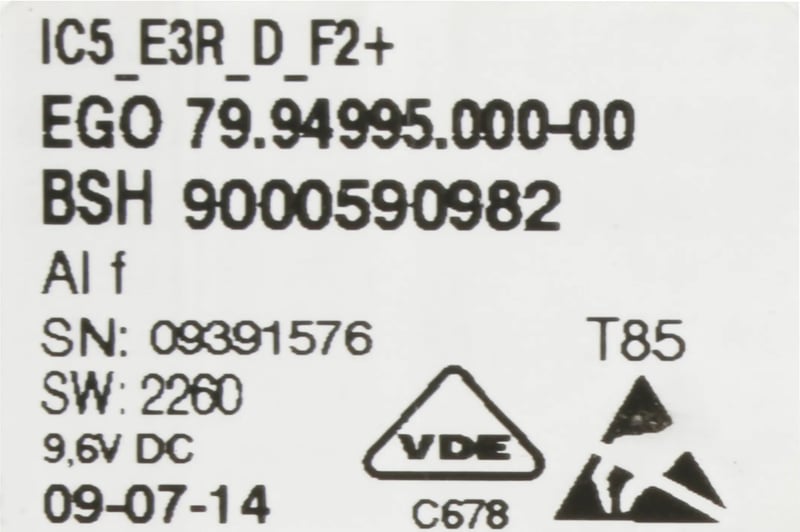 IC5_E3R_D_F2+
EGO 79.94995.000-00
BSH 9000590982
AI f
SN: 09391576
T85
SW: 2260
9,6V DC
VDE
09-07-14
C678